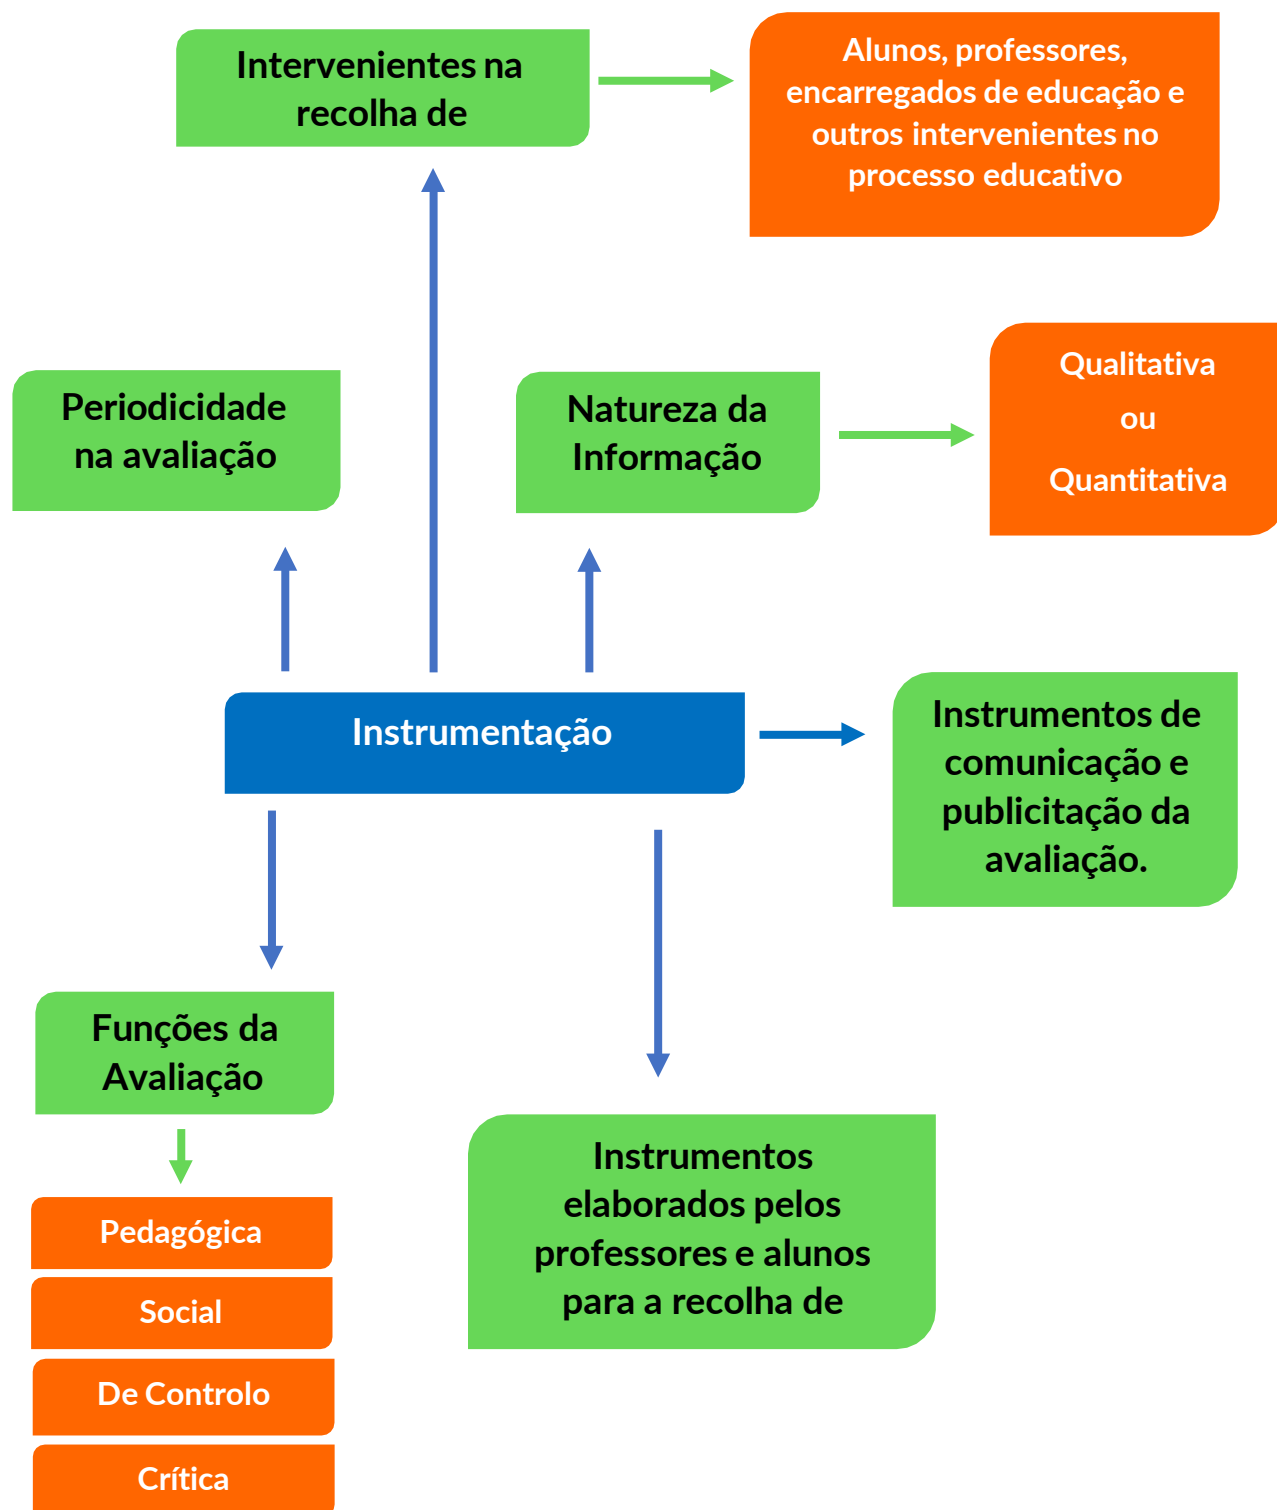 Intervenientes na
recolha de
Alunos, professores,
encarregados de educação e
outros intervenientes no
processo educativo
Periodicidade
na avaliação
Natureza da
Informação
Qualitativa
ou
Quantitativa
Instrumentação
Instrumentos de
comunicação e
publicitação da
avaliação.
Funções da
Avaliação
Pedagógica
Social
De Controlo
Crítica
Instrumentos
elaborados pelos
professores e alunos
para a recolha de